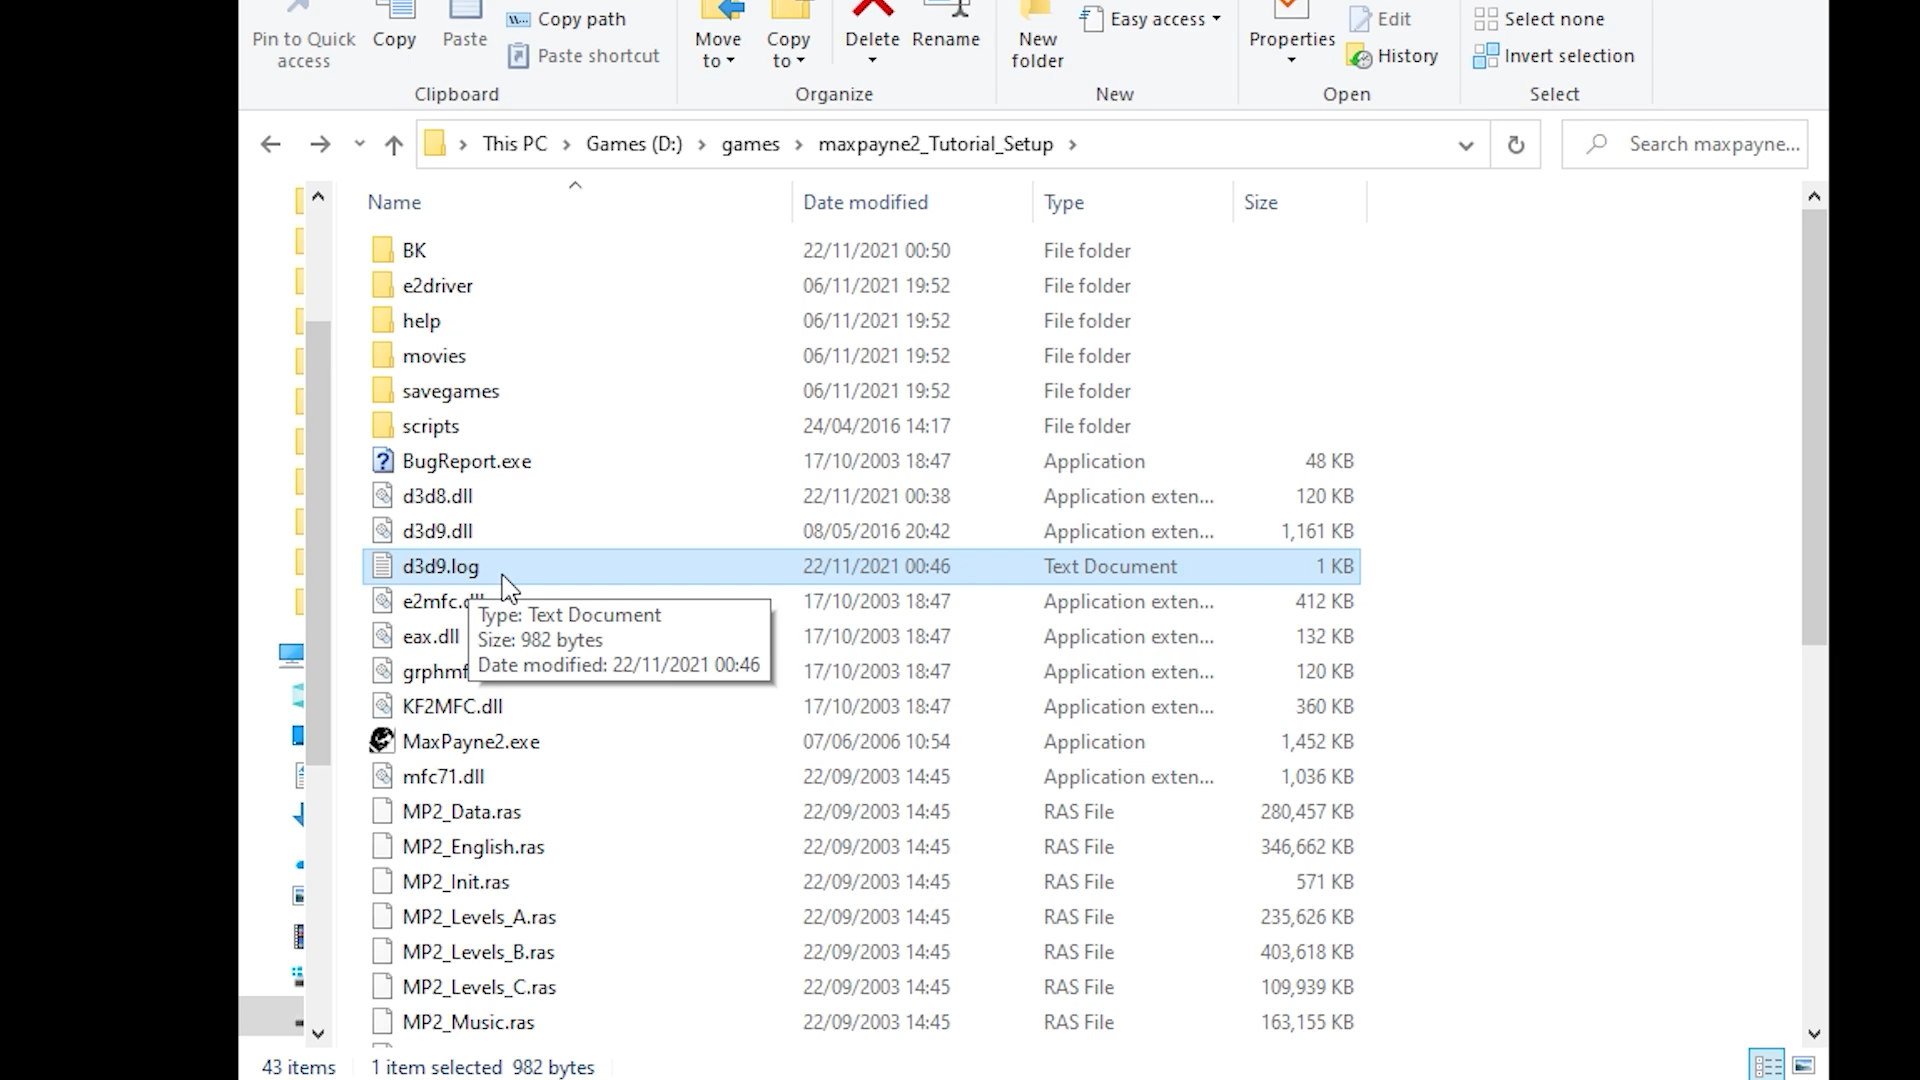 Pin to Quick access
Copy
Paste
Copy path
Paste shortcut
Move to
Copy to
Delete
Rename
New folder
Easy access
Properties
Edit
History
Select none
Invert selection
Clipboard
Organize
New
Open
Select
This PC > Games (D:) > games > maxpayne2_Tutorial_Setup >
Search maxpayne...
Name Date modified Type Size
BK 22/11/2021 00:50 File folder
e2driver 06/11/2021 19:52 File folder
help 06/11/2021 19:52 File folder
movies 06/11/2021 19:52 File folder
savegames 06/11/2021 19:52 File folder
scripts 24/04/2016 14:17 File folder
BugReport.exe 17/10/2003 18:47 Application 48 KB
d3d8.dll 22/11/2021 00:38 Application exten... 120 KB
d3d9.dll 08/05/2016 20:42 Application exten... 1,161 KB
d3d9.log 22/11/2021 00:46 Text Document 1 KB
e2mfc.dll 17/10/2003 18:47 Application exten... 412 KB
eax.dll 17/10/2003 18:47 Application exten... 132 KB
grphmf 17/10/2003 18:47 Application exten... 120 KB
Type: Text Document
Size: 982 bytes
Date modified: 22/11/2021 00:46
KF2MFC.dll 17/10/2003 18:47 Application exten... 360 KB
MaxPayne2.exe 07/06/2006 10:54 Application 1,452 KB
mfc71.dll 22/09/2003 14:45 Application exten... 1,036 KB
MP2_Data.ras 22/09/2003 14:45 RAS File 280,457 KB
MP2_English.ras 22/09/2003 14:45 RAS File 346,662 KB
MP2_Init.ras 22/09/2003 14:45 RAS File 571 KB
MP2_Levels_A.ras 22/09/2003 14:45 RAS File 235,626 KB
MP2_Levels_B.ras 22/09/2003 14:45 RAS File 403,618 KB
MP2_Levels_C.ras 22/09/2003 14:45 RAS File 109,939 KB
MP2_Music.ras 22/09/2003 14:45 RAS File 163,155 KB
43 items 1 item selected 982 bytes